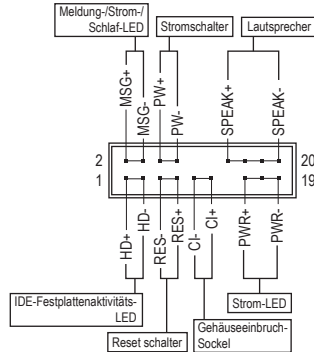 Meldung-/Strom-/
Schlaf-LED
Stromschalter
Lautsprecher
MSG+
MSG-
PW+
PW-
SPEAK+
SPEAK-
2
20
1
19
HD+
HD-
RES-
RES+
CI-
CI+
PWR+
PWR-
IDE-Festplattenaktivitäts-
LED
Reset schalter
Gehäuseeinbruch-
Sockel
Strom-LED